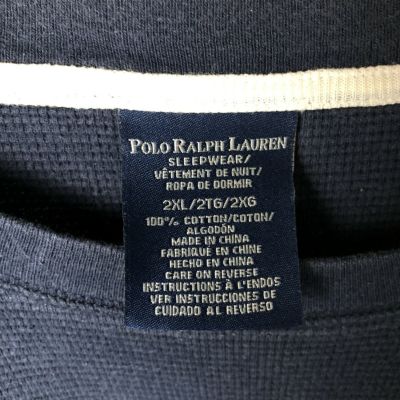 POLO RALPH LAUREN
SLEEPWEAR/
VÊTEMENT DE NUIT/
ROPA DE DORMIR
2XL/2TG/2XG
100% COTTON/COTON/
ALGODÓN
MADE IN CHINA
FABRIQUÉ EN CHINE
HECHO EN CHINA
CARE ON REVERSE
INSTRUCTIONS À L'ENDOS
VER INSTRUCCIONES DE
CUIDADO AL REVERSO